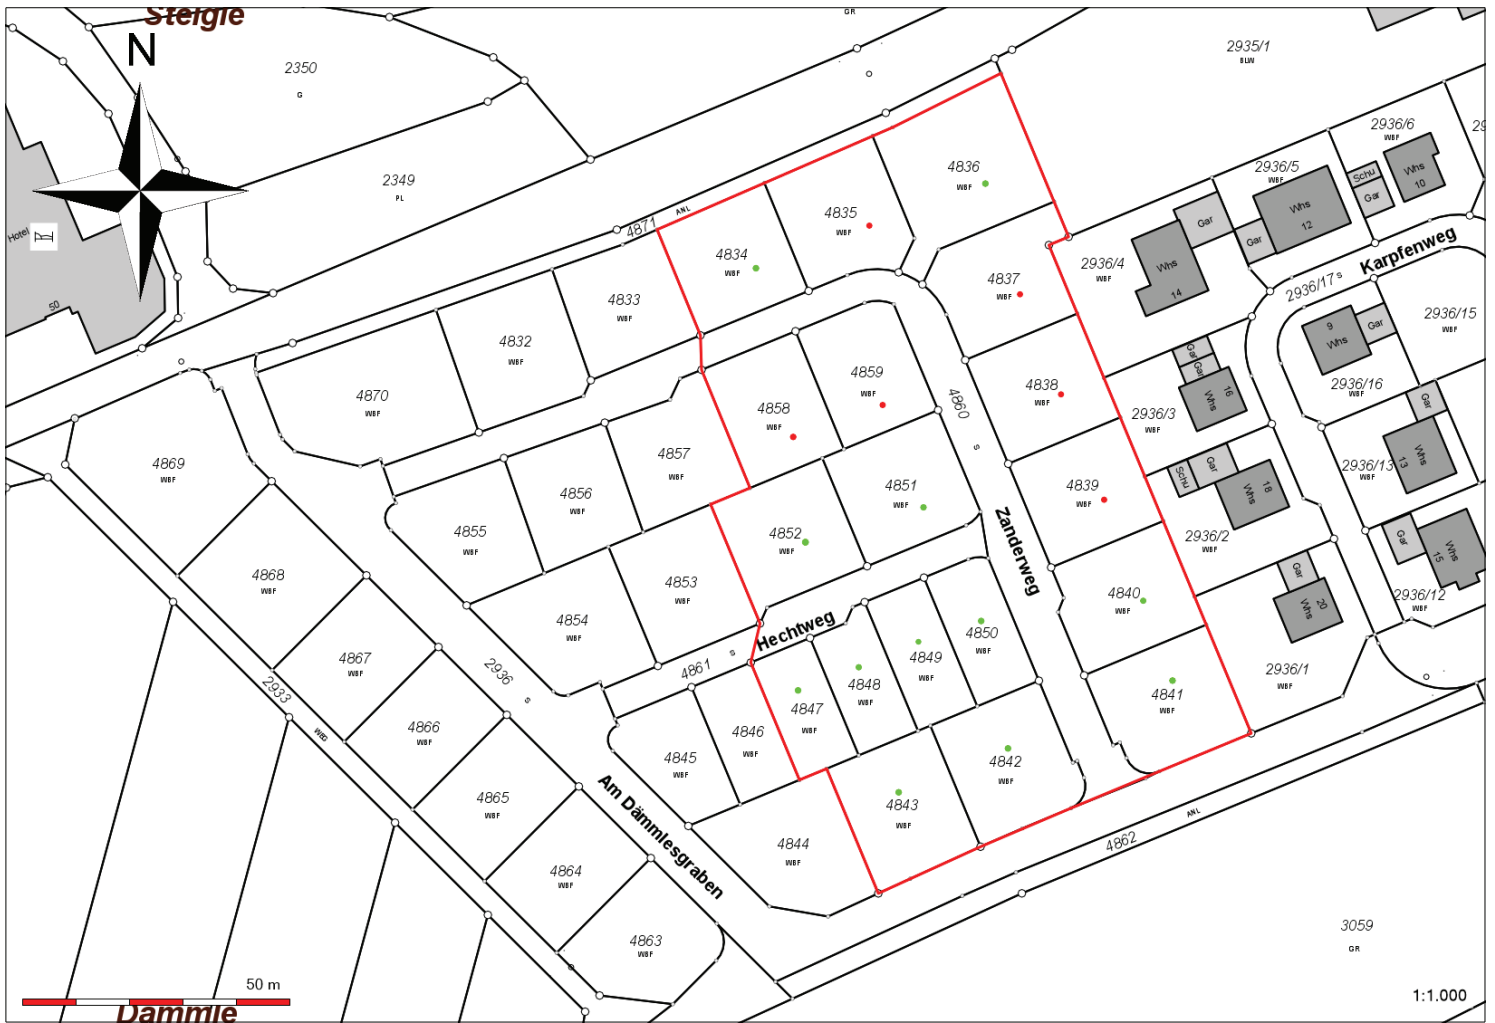 Steigle
N
GR
2350
G
2935/1
BLW
2936/6
WBF
29
2349
PL
4836
WBF
2936/5
WBF
Schu
Gar
Whs
10
4871
ANL
4835
WBF
Gar
Whs
12
Gar
Hotel
50
4834
WBF
4837
WBF
2936/4
WBF
Whs
14
Karpfenweg
2936/17
S
4833
WBF
4832
WBF
2936/15
WBF
9
Whs
Gar
4870
WBF
4859
WBF
4838
WBF
4860
S
Gar
Gar
Whs
16
2936/16
WBF
4858
WBF
2936/3
WBF
Gar
4869
WBF
4857
WBF
4856
WBF
4851
WBF
4839
WBF
Schu
Gar
Whs
18
2936/13
WBF
Whs
13
4855
WBF
4852
WBF
Zanderweg
2936/2
WBF
Gar
Whs
15
4868
WBF
4853
WBF
4840
WBF
Gar
Whs
20
2936/12
WBF
4854
WBF
Hechtweg
4850
WBF
4867
WBF
4861
S
4849
WBF
2936/1
WBF
2936
S
2933
WEG
4848
WBF
4847
WBF
4841
WBF
4866
WBF
4846
WBF
4845
WBF
4842
WBF
4865
WBF
Am Dämmlesgraben
4843
WBF
4862
ANL
4844
WBF
4864
WBF
4863
WBF
3059
GR
50 m
1:1.000
Dämmle